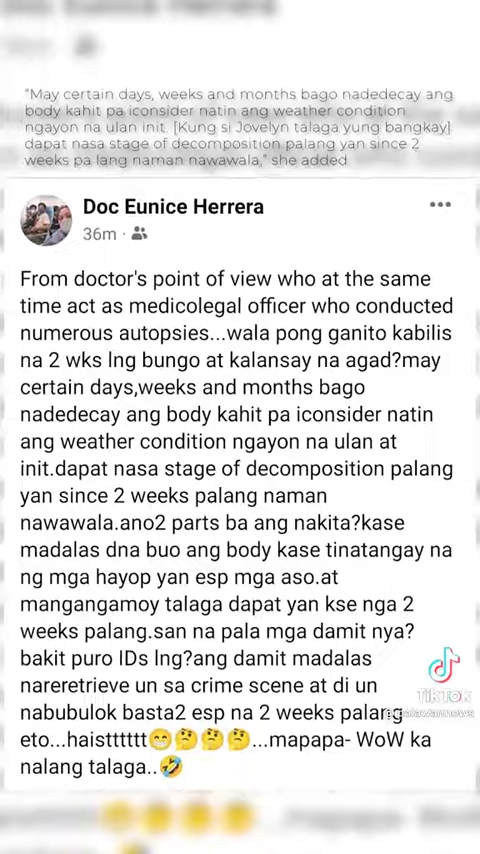 Doc Eunice Herrera
"May certain days, weeks and months bago nadedecay ang
body kahit pa iconsider natin ang weather condition
ngayon na ulan init. [Kung si Jovelyn talaga yung bangkay]
dapat nasa stage of decomposition palang yan since 2
weeks pa lang naman nawawala," she added.
Doc Eunice Herrera
36m ·
From doctor's point of view who at the same
time act as medicolegal officer who conducted
numerous autopsies...wala pong ganito kabilis
na 2 wks lng bungo at kalansay na agad?may
certain days,weeks and months bago
nadedecay ang body kahit pa iconsider natin
ang weather condition ngayon na ulan at
init.dapat nasa stage of decomposition palang
yan since 2 weeks palang naman
nawawala.ano2 parts ba ang nakita?kase
madalas dna buo ang body kase tinatangay na
ng mga hayop yan esp mga aso.at
mangangamoy talaga dapat yan kse nga 2
weeks palang.san na pala mga damit nya?
bakit puro IDs lng?ang damit madalas
nareretrieve un sa crime scene at di un
nabubulok basta2 esp na 2 weeks palang
eto...haistttttt😁🤔🤔🤔...mapapa- WoW ka
nalang talaga..🤣
TikTok